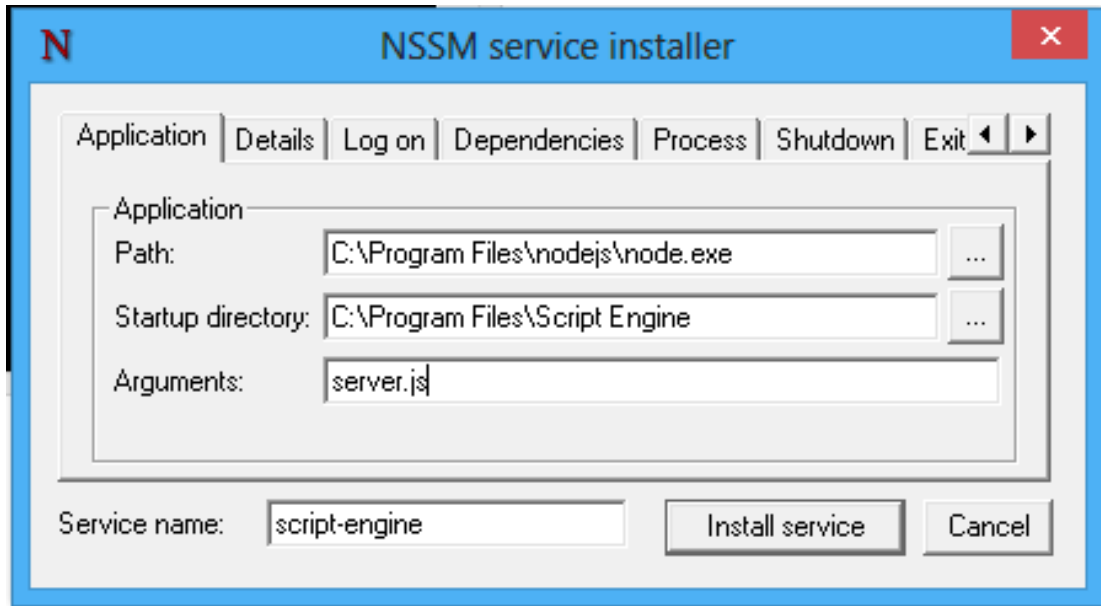 N NSSM service installer
Application Details Log on Dependencies Process Shutdown Exit
Application
Path: C:\Program Files\nodejs\node.exe ...
Startup directory: C:\Program Files\Script Engine ...
Arguments: server.js
Service name: script-engine Install service Cancel